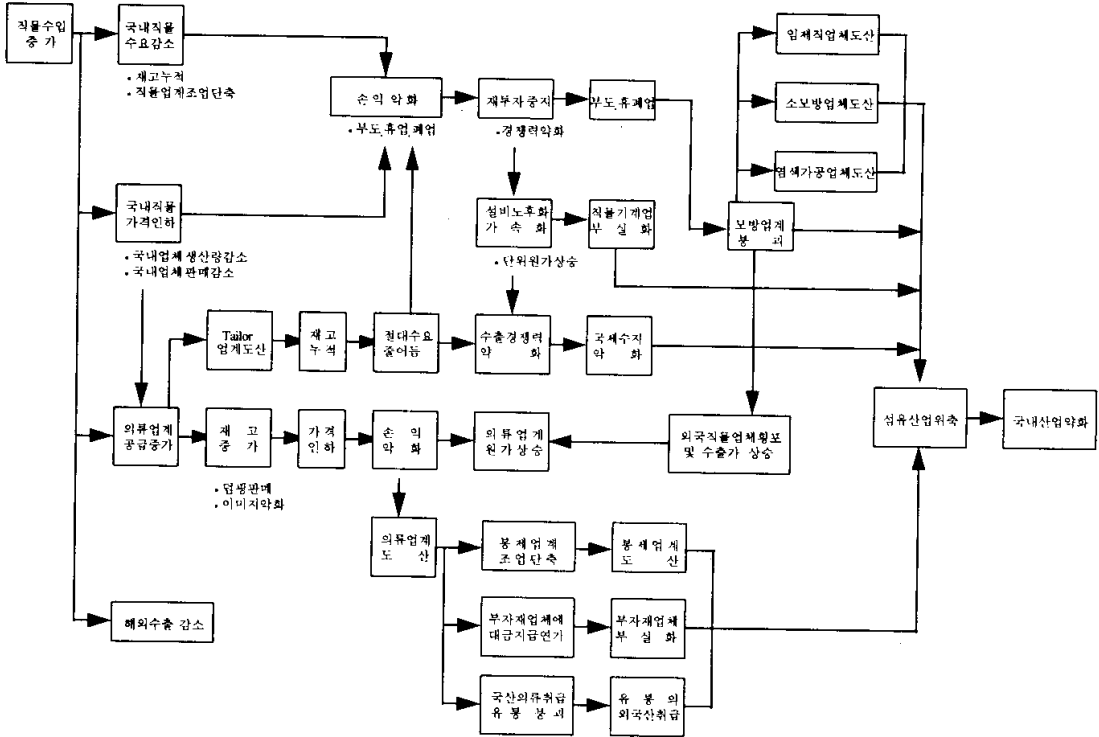 직물수입
증 가
국내직물
수요감소
• 재고누적
• 직물업계조업단축
손익 악화
• 부도휴업폐업
재투자중지
• 경쟁력약화
부도휴폐업
임제직업체도산
소모방업체도산
염색가공업체도산
국내직물
가격인하
• 국내업체생산량감소
• 국내업체판매감소
설비노후화
가 속 화
• 단위원가상승
직물기계업
부 실 화
모방업계
붕 괴
Tailor
업계도산
재 고
누 적
절대수요
줄어듬
수출경쟁력
약 화
국제수지
악 화
의류업계
공급증가
재 고
증 가
• 덤핑판매
• 이미지악화
가 격
인 하
손 익
악 화
의류업계
원가상승
외국직물업체횡포
및 수출가 상승
섬유산업위축
국내산업약화
의류업계
도 산
봉제업계
조업단축
봉제업계
도 산
해외수출 감소
부자재업체에
대금지급연기
부자재업체
부 실 화
국산의류취급
유통 붕괴
유 통 의
외국산취급